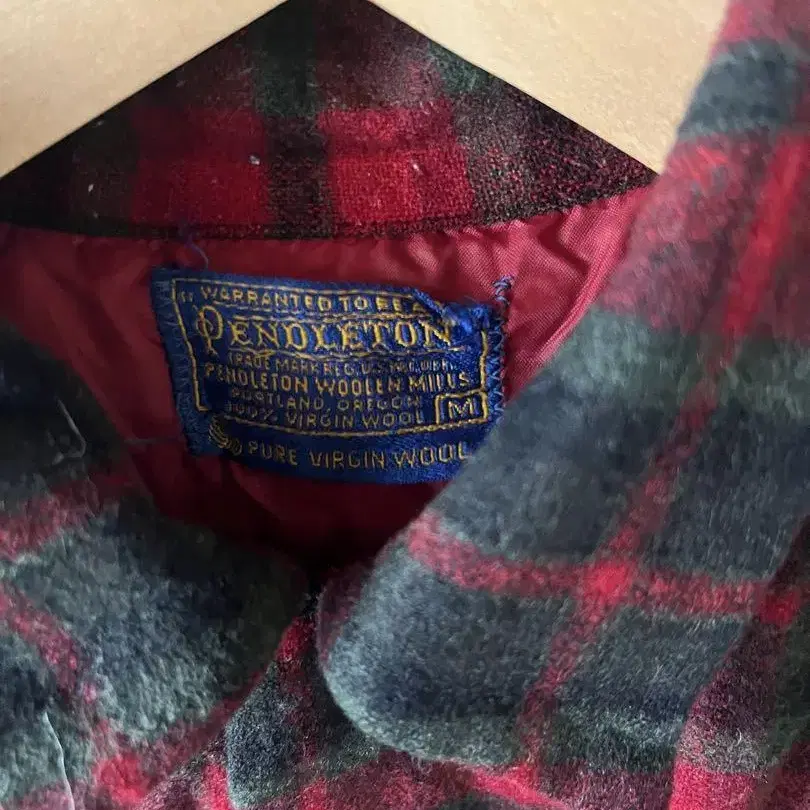 WARRANTED TO BE A
PENDLETON
TRADE MARK REG. U.S. PAT. OFF.
PENDLETON WOOLEN MILLS
PORTLAND, OREGON
100% VIRGIN WOOL M
PURE VIRGIN WOOL